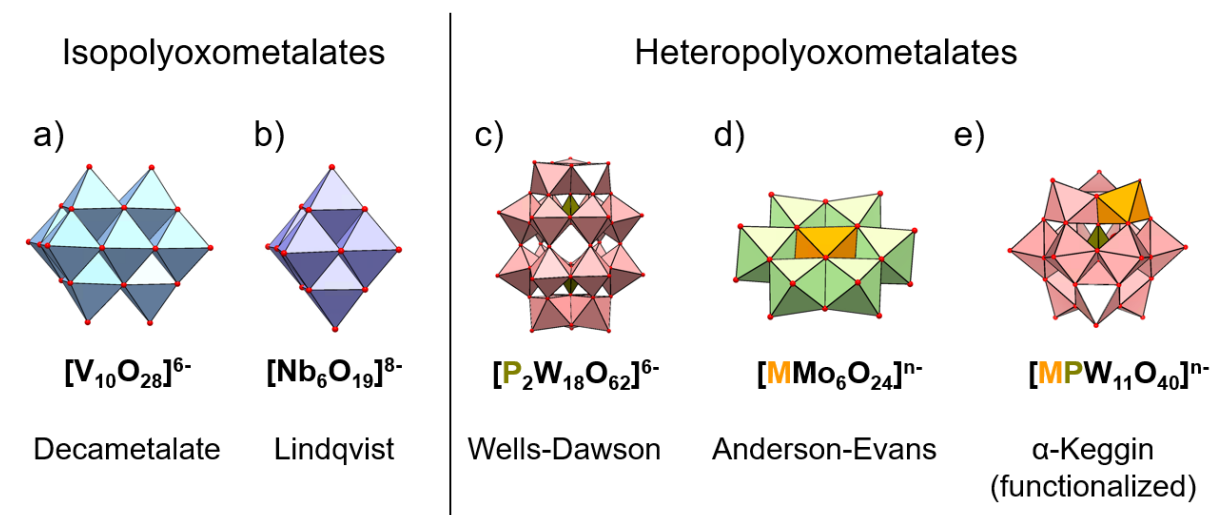 Isopolyoxometalates
Heteropolyoxometalates
a)
b)
c)
d)
e)
[V₁₀O₂₈]⁶⁻
[Nb₆O₁₉]⁸⁻
[P₂W₁₈O₆₂]⁶⁻
[MMo₆O₂₄]ⁿ⁻
[MPW₁₁O₄₀]ⁿ⁻
Decametalate
Lindqvist
Wells-Dawson
Anderson-Evans
α-Keggin
(functionalized)